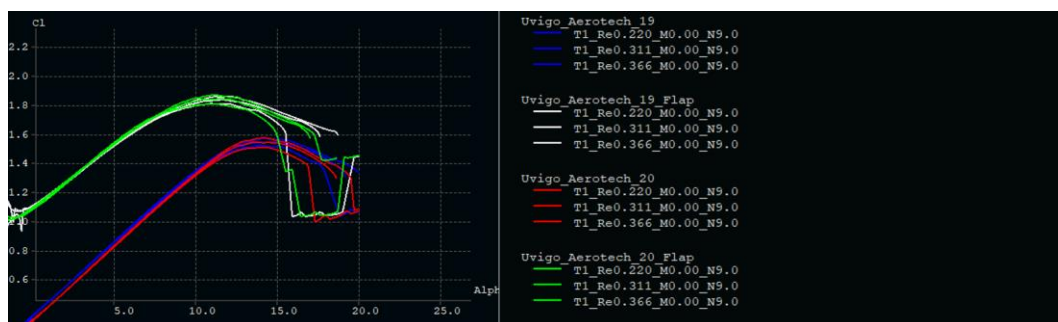 Cl
2.2
2.0
1.8
1.6
1.4
1.2
1.0
0.8
0.6
Alph
5.0
10.0
15.0
20.0
25.0
Uvigo_Aerotech_19
T1_Re0.220_M0.00_N9.0
T1_Re0.311_M0.00_N9.0
T1_Re0.366_M0.00_N9.0
Uvigo_Aerotech_19_Flap
T1_Re0.220_M0.00_N9.0
T1_Re0.311_M0.00_N9.0
T1_Re0.366_M0.00_N9.0
Uvigo_Aerotech_20
T1_Re0.220_M0.00_N9.0
T1_Re0.311_M0.00_N9.0
T1_Re0.366_M0.00_N9.0
Uvigo_Aerotech_20_Flap
T1_Re0.220_M0.00_N9.0
T1_Re0.311_M0.00_N9.0
T1_Re0.366_M0.00_N9.0